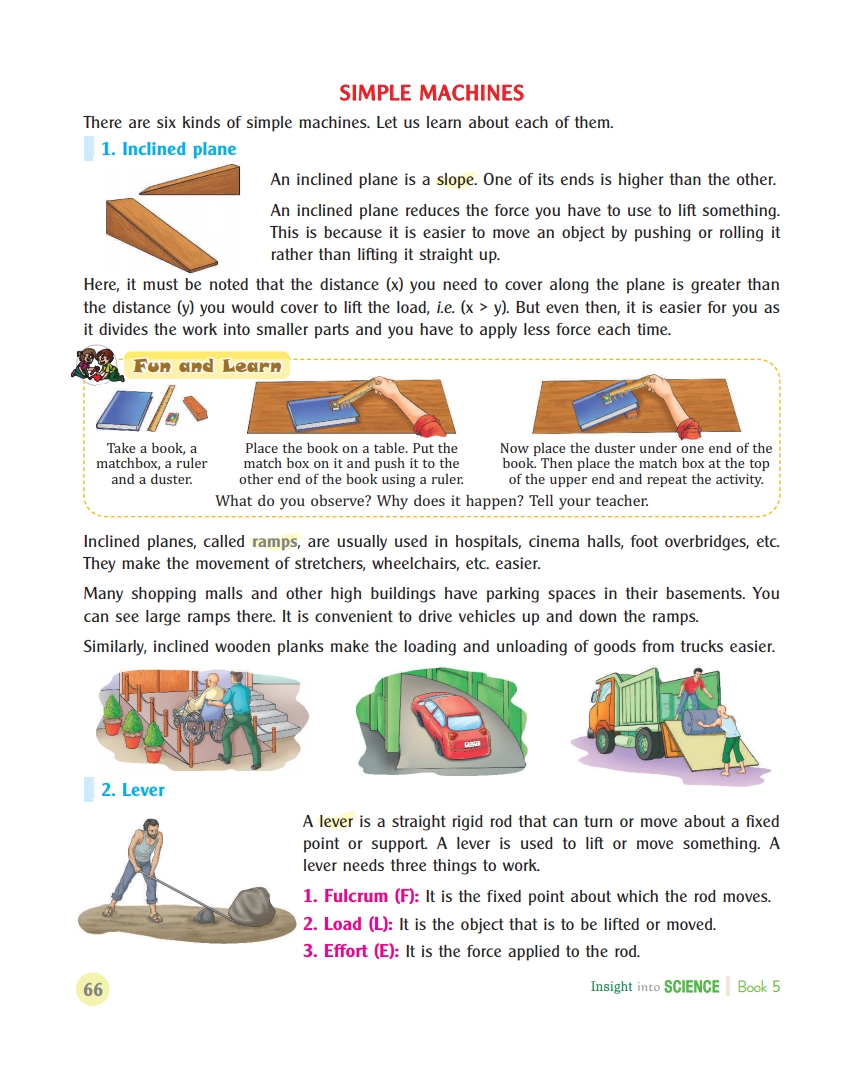 SIMPLE MACHINES
There are six kinds of simple machines. Let us learn about each of them.
1. Inclined plane
An inclined plane is a slope. One of its ends is higher than the other.
An inclined plane reduces the force you have to use to lift something.
This is because it is easier to move an object by pushing or rolling it
rather than lifting it straight up.
Here, it must be noted that the distance (x) you need to cover along the plane is greater than
the distance (y) you would cover to lift the load, i.e. (x > y). But even then, it is easier for you as
it divides the work into smaller parts and you have to apply less force each time.
Fun and Learn
Take a book, a
matchbox, a ruler
and a duster.
Place the book on a table. Put the
match box on it and push it to the
other end of the book using a ruler.
Now place the duster under one end of the
book. Then place the match box at the top
of the upper end and repeat the activity.
What do you observe? Why does it happen? Tell your teacher.
Inclined planes, called ramps, are usually used in hospitals, cinema halls, foot overbridges, etc.
They make the movement of stretchers, wheelchairs, etc. easier.
Many shopping malls and other high buildings have parking spaces in their basements. You
can see large ramps there. It is convenient to drive vehicles up and down the ramps.
Similarly, inclined wooden planks make the loading and unloading of goods from trucks easier.
2. Lever
A lever is a straight rigid rod that can turn or move about a fixed
point or support. A lever is used to lift or move something. A
lever needs three things to work.
1. Fulcrum (F): It is the fixed point about which the rod moves.
2. Load (L): It is the object that is to be lifted or moved.
3. Effort (E): It is the force applied to the rod.
66
Insight into SCIENCE Book 5